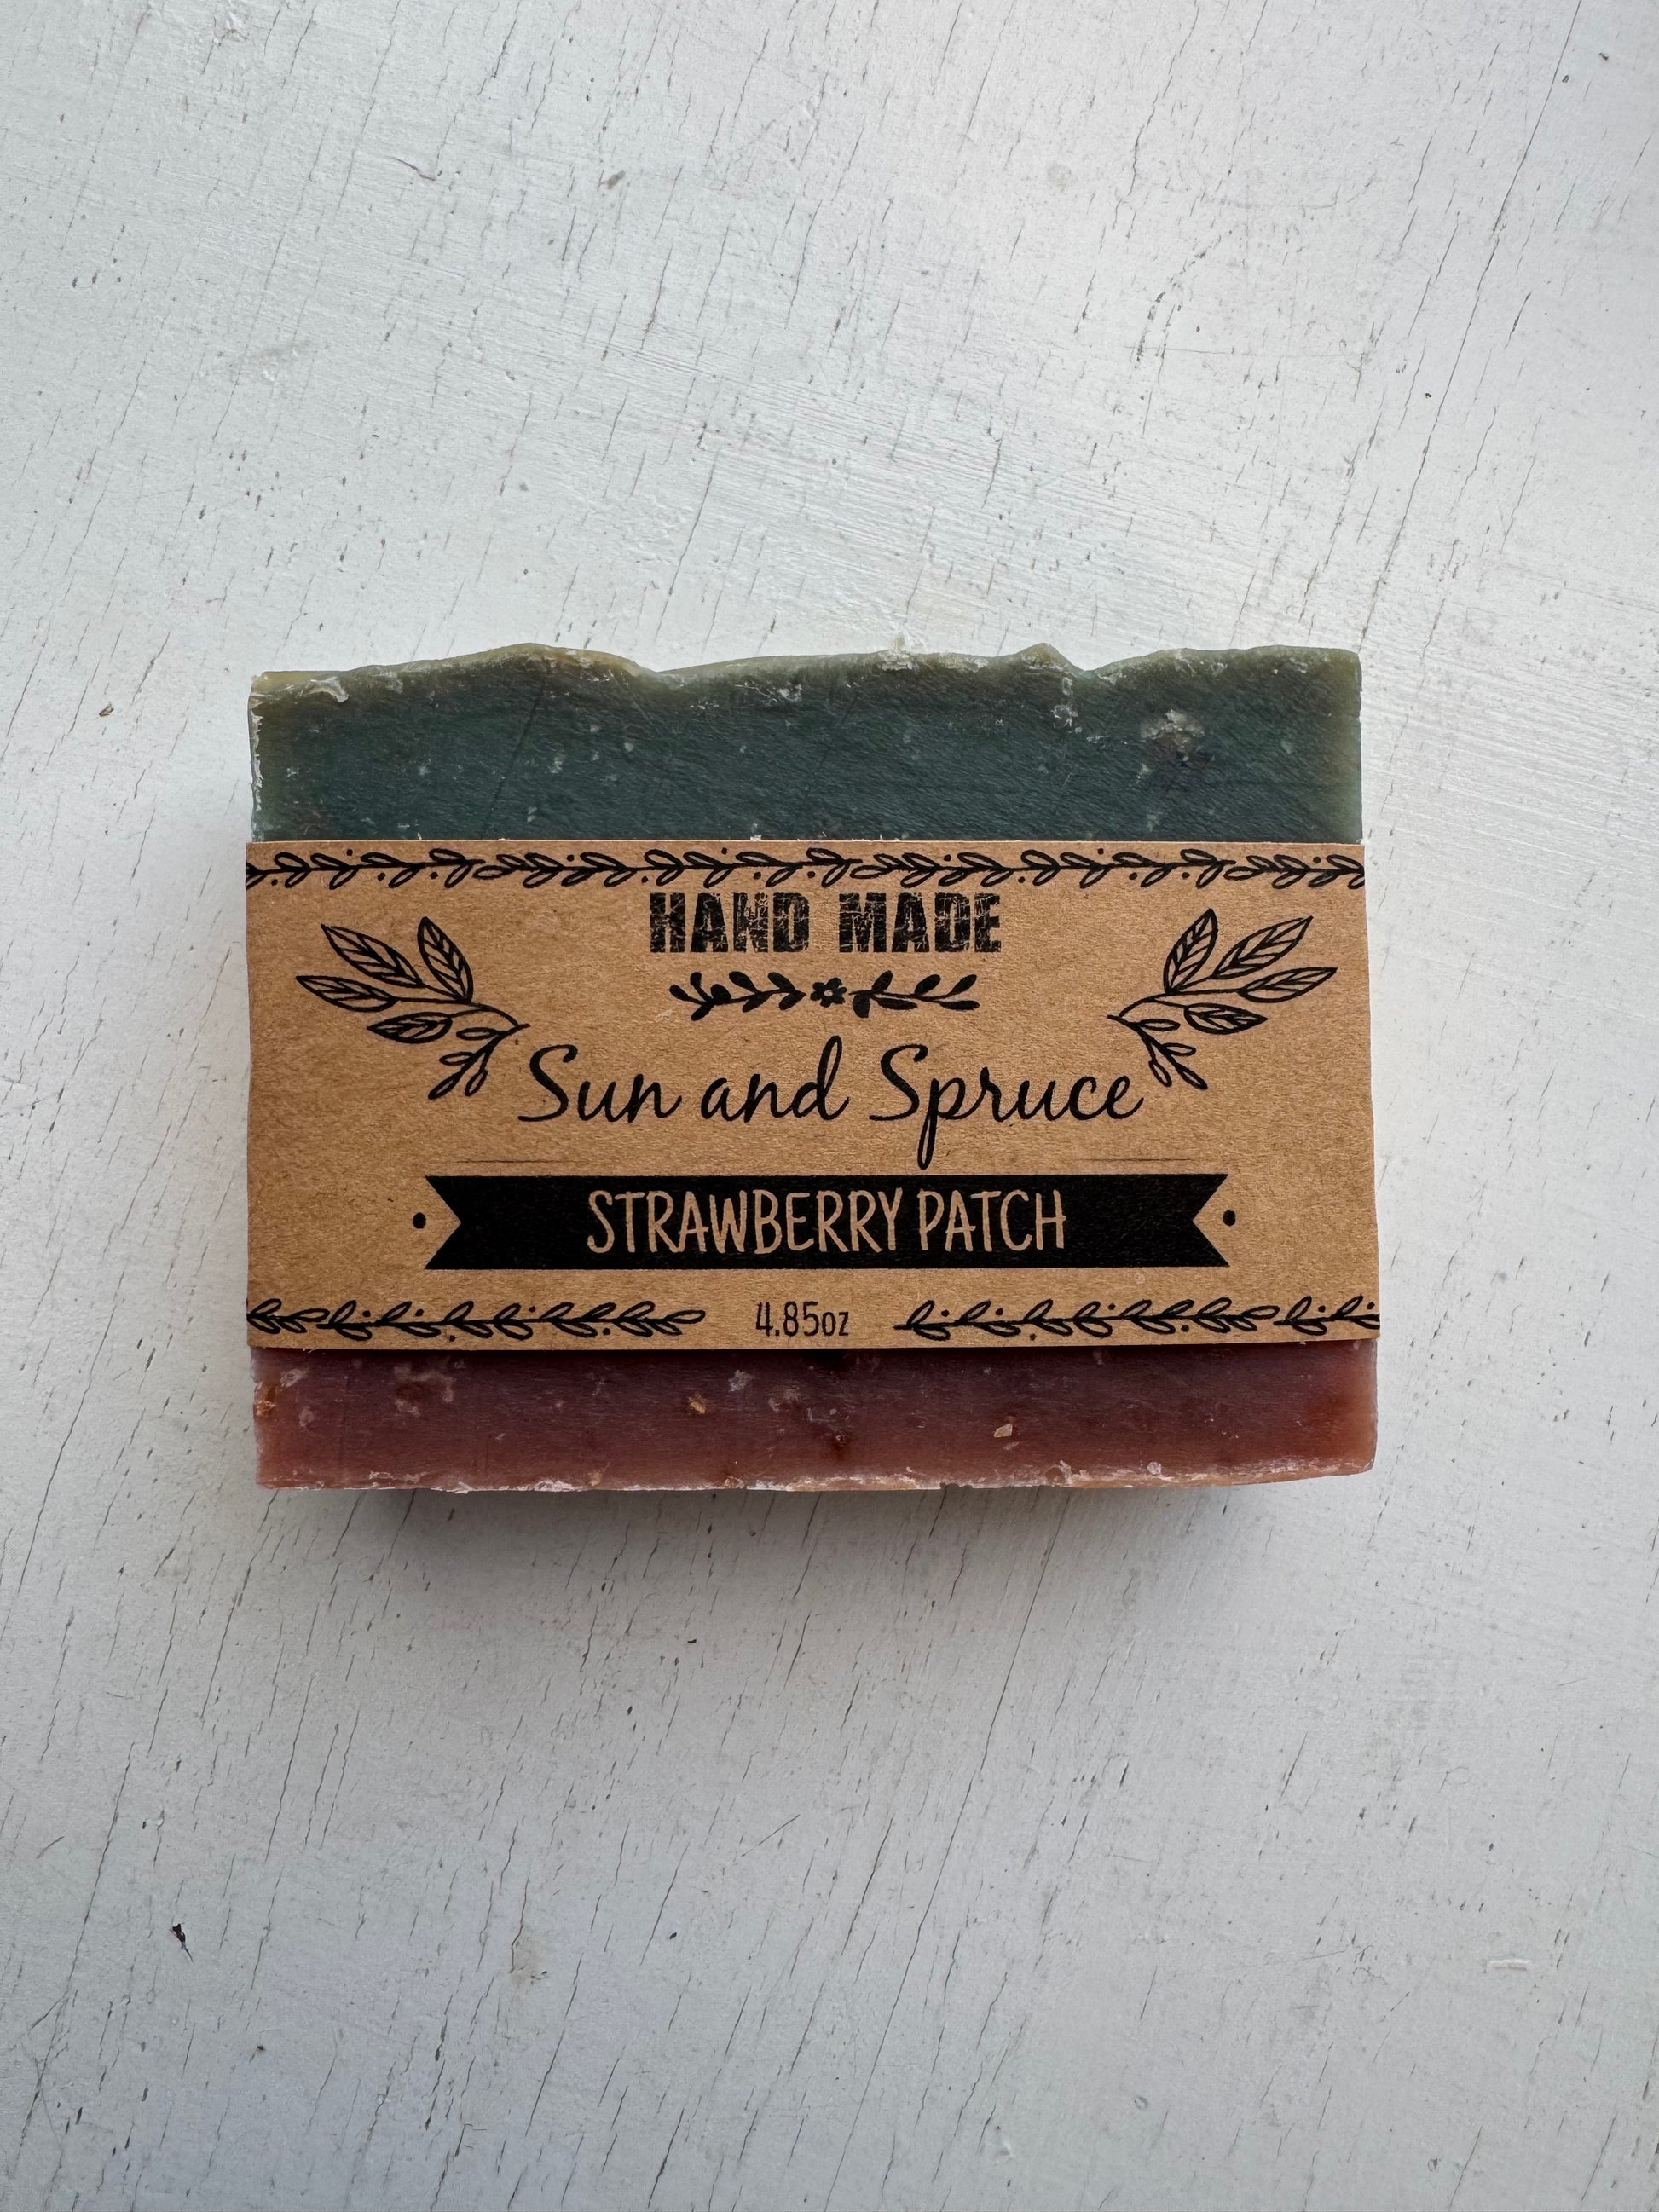 HAND MADE
Sun and Spruce
STRAWBERRY PATCH
4.85oz